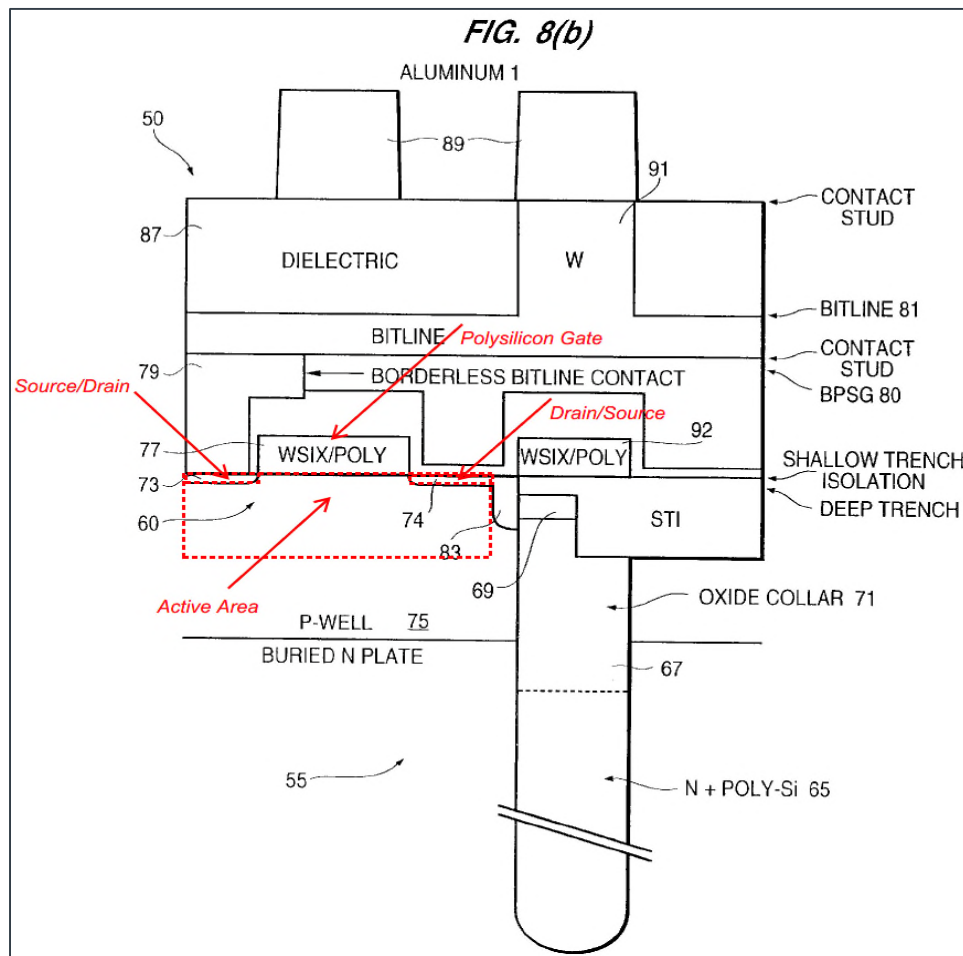 FIG. 8(b)
ALUMINUM 1
50
89
91
CONTACT
STUD
87
DIELECTRIC
W
BITLINE 81
BITLINE
Polysilicon Gate
CONTACT
STUD
79
BORDERLESS BITLINE CONTACT
BPSG 80
Source/Drain
Drain/Source
92
77
WSIX/POLY
WSIX/POLY
SHALLOW TRENCH
ISOLATION
73
DEEP TRENCH
60
74
STI
83
69
Active Area
OXIDE COLLAR 71
P-WELL 75
BURIED N PLATE
67
55
N + POLY-Si 65